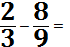 2/3 - 8/9 =